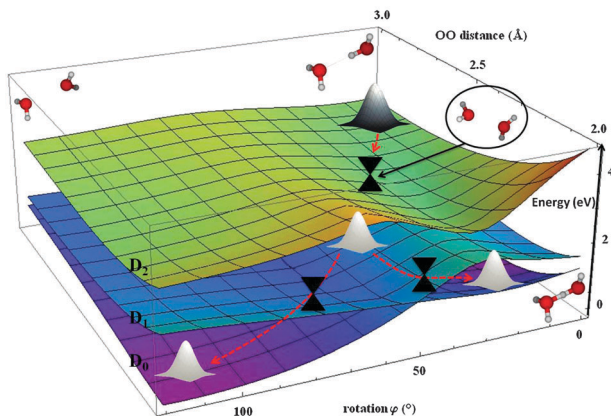 3.0
OO distance (Å)
2.5
2.0
4
Energy (eV)
2
0
D2
D1
D0
0
50
100
rotation φ (°)